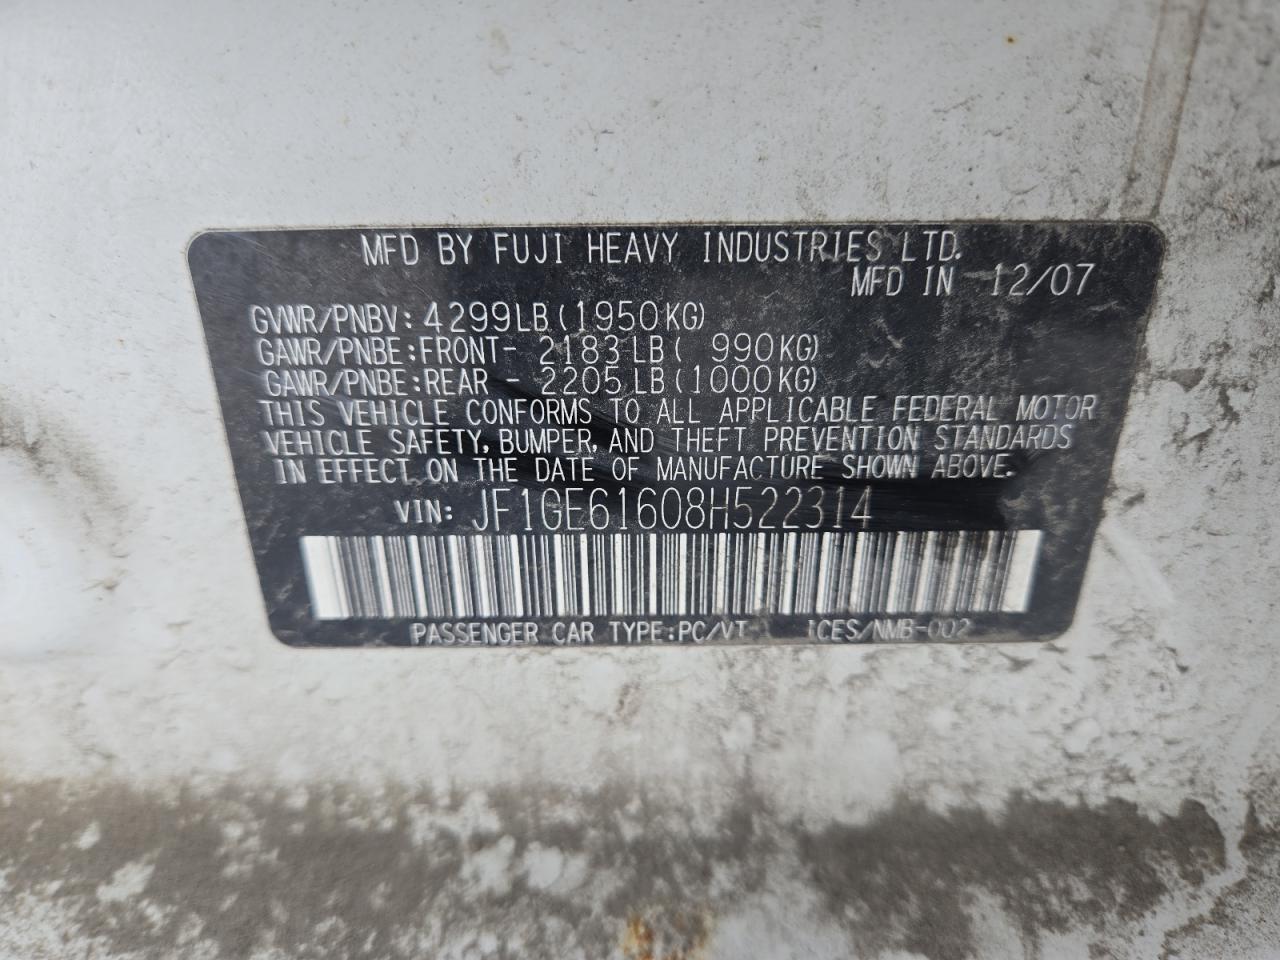 MFD BY FUJI HEAVY INDUSTRIES LTD.
MFD IN 12/07
GVWR/PNBV: 4299LB (1950KG)
GAWR/PNBE:FRONT- 2183LB( 990KG)
GAWR/PNBE:REAR - 2205LB(1000KG)
THIS VEHICLE CONFORMS TO ALL APPLICABLE FEDERAL MOTOR
VEHICLE SAFETY, BUMPER, AND THEFT PREVENTION STANDARDS
IN EFFECT ON THE DATE OF MANUFACTURE SHOWN ABOVE.
VIN: JF1GE61608H522314
PASSENGER CAR TYPE:PC/VT ICES/NMB-002